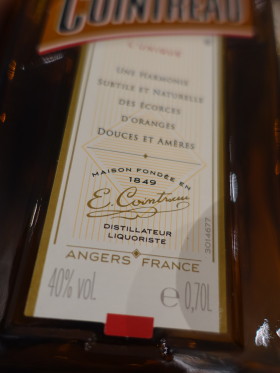 COINTREAU
L'UNIQUE
UNE HARMONIE
SUBTILE ET NATURELLE
DES ÉCORCES
D'ORANGES
DOUCES ET AMÈRES
MAISON FONDÉE EN
1849
E. Cointreau
DISTILLATEUR
LIQUORISTE
ANGERS FRANCE
40% vol. e 0,70L
3014677